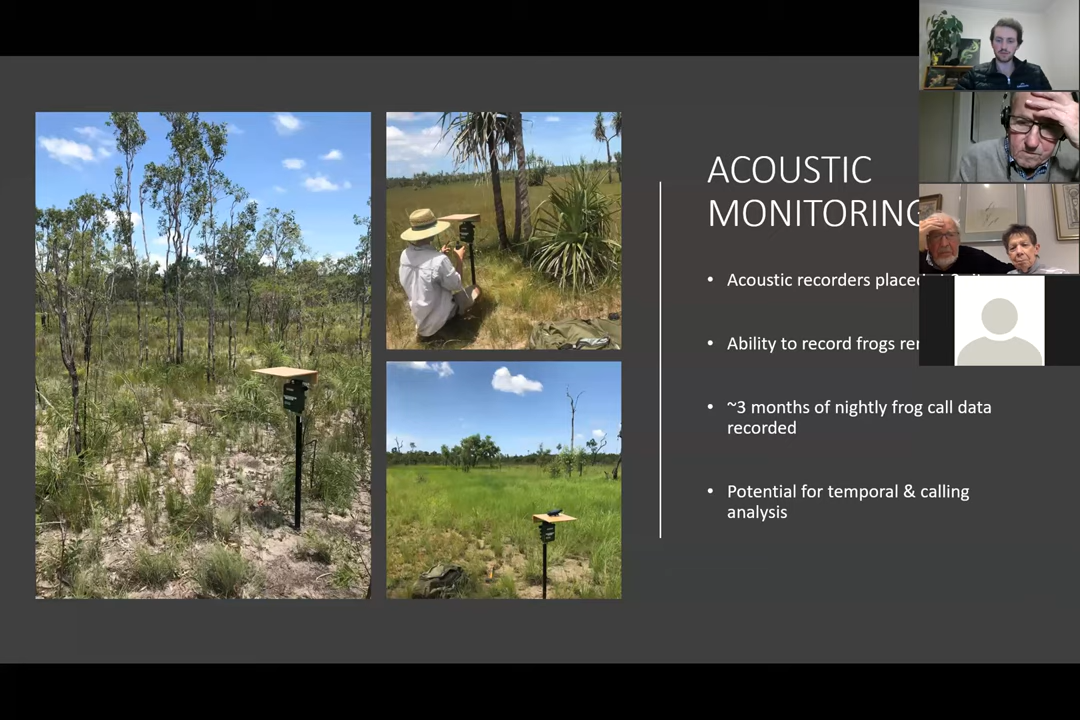 ACOUSTIC
MONITORING
• Acoustic recorders placed
• Ability to record frogs
• ~3 months of nightly frog call data
recorded
• Potential for temporal & calling
analysis